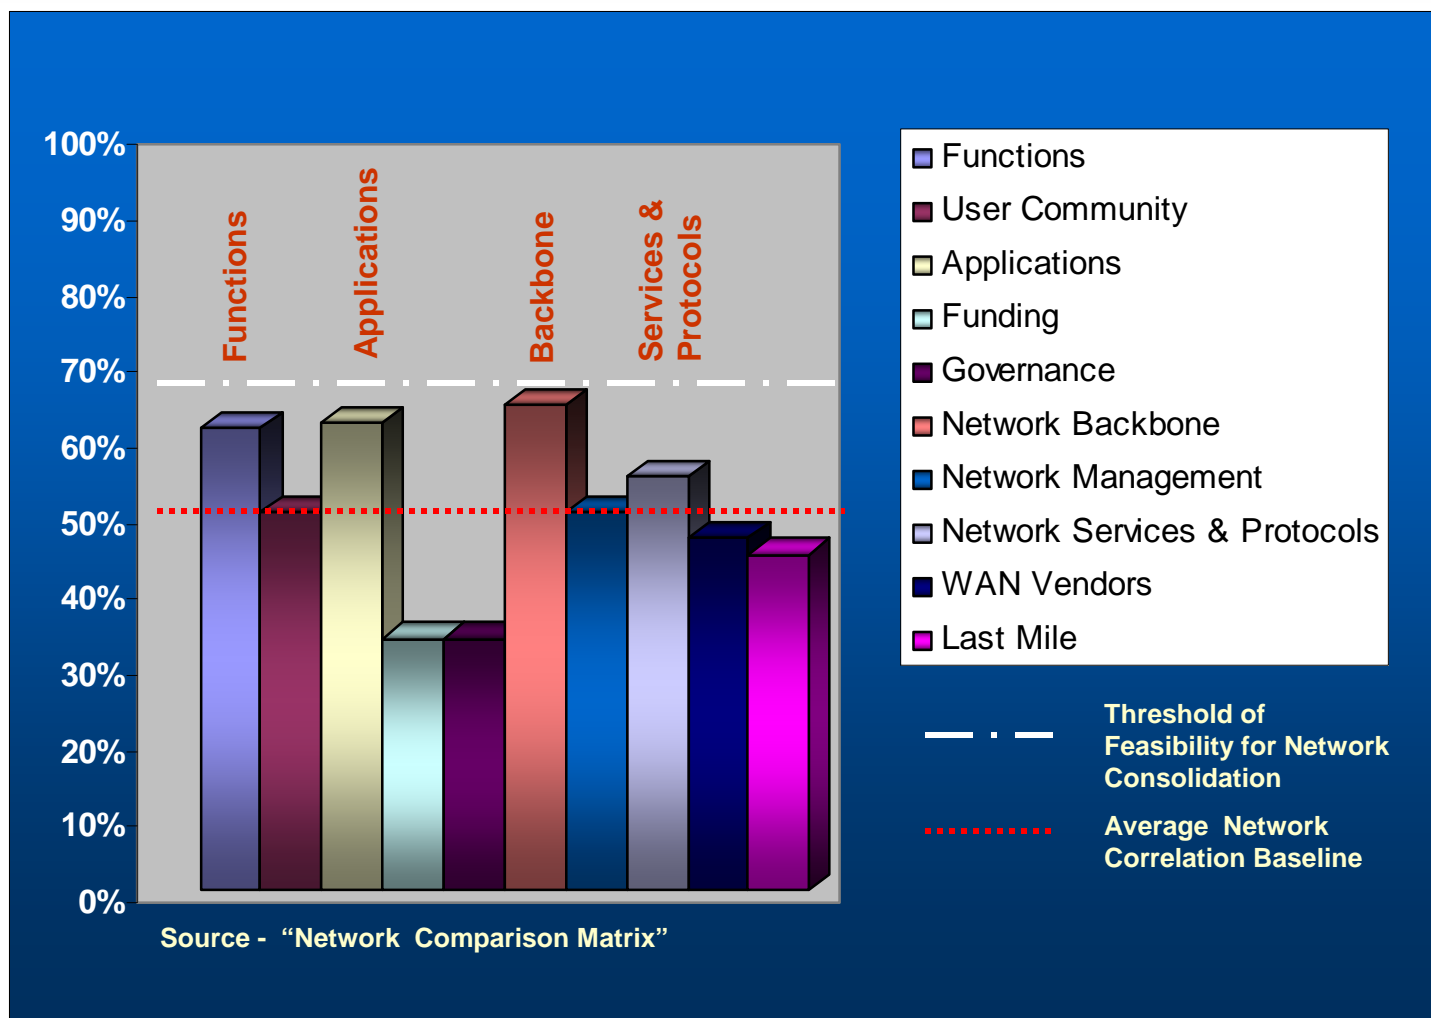 100%
90%
80%
70%
60%
50%
40%
30%
20%
10%
0%
Functions
Applications
Backbone
Services &
Protocols
Functions
User Community
Applications
Funding
Governance
Network Backbone
Network Management
Network Services & Protocols
WAN Vendors
Last Mile
Threshold of
Feasibility for Network
Consolidation
Average Network
Correlation Baseline
Source - “Network Comparison Matrix”